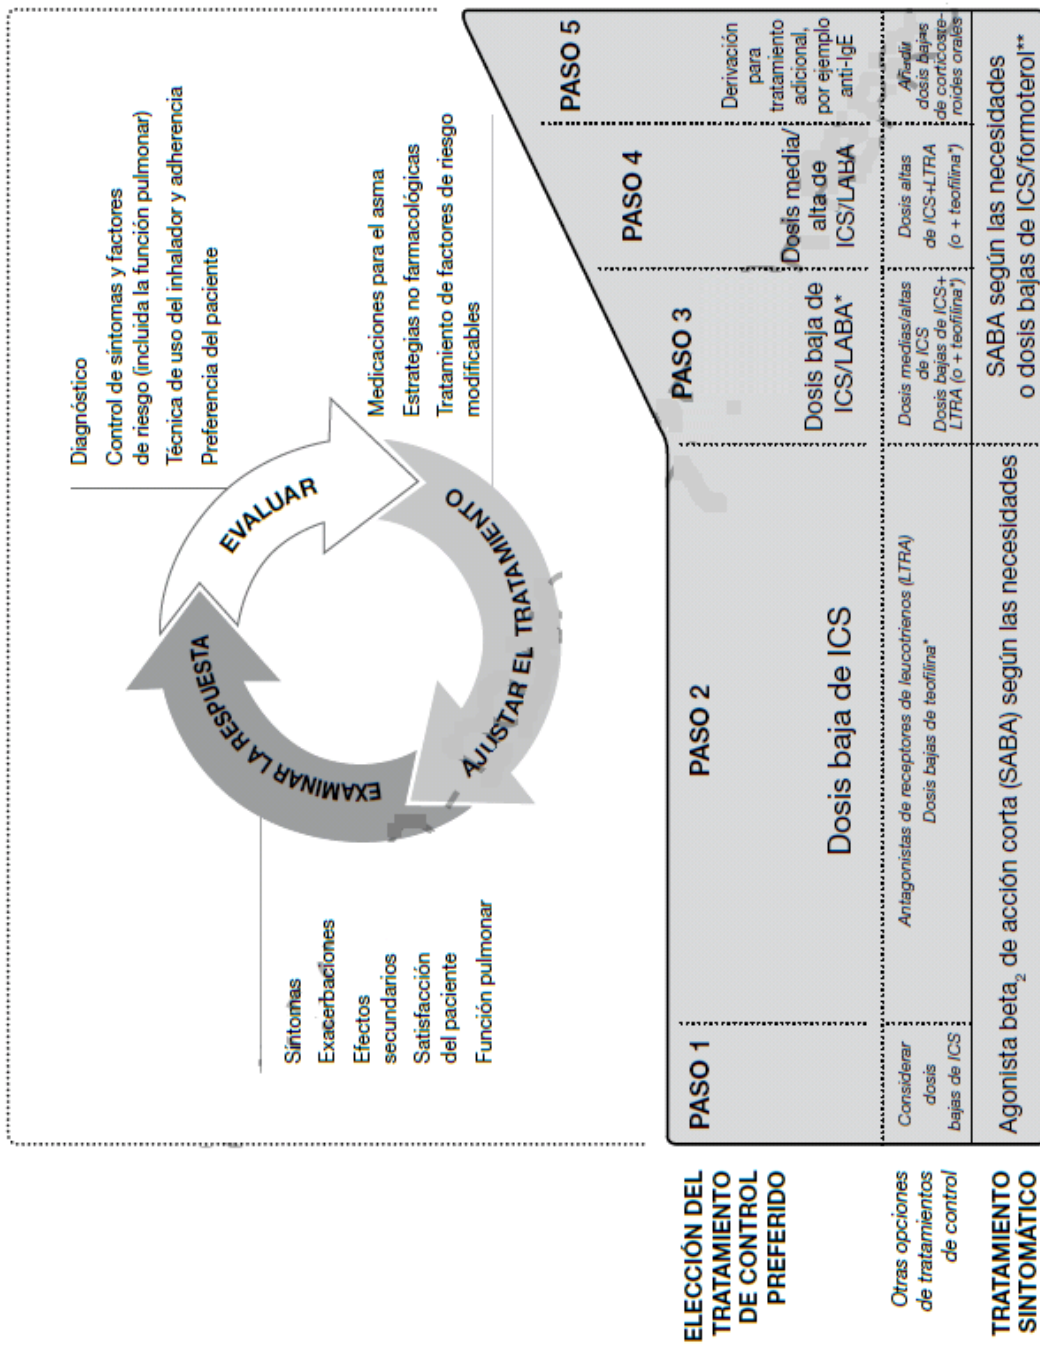 Diagnóstico
Control de síntomas y factores
de riesgo (incluida la función pulmonar)
Técnica de uso del inhalador y adherencia
Preferencia del paciente
EVALUAR
AJUSTAR EL TRATAMIENTO
EXAMINAR LA RESPUESTA
Síntomas
Exacerbaciones
Efectos
secundarios
Satisfacción
del paciente
Función pulmonar
Medicaciones para el asma
Estrategias no farmacológicas
Tratamiento de factores de riesgo
modificables
ELECCIÓN DEL
TRATAMIENTO
DE CONTROL
PREFERIDO
PASO 1
PASO 2
Dosis baja de ICS
PASO 3
Dosis baja de
ICS/LABA*
PASO 4
Dosis media/
alta de
ICS/LABA
PASO 5
Derivación
para
tratamiento
adicional,
por ejemplo
anti-IgE
Otras opciones
de tratamientos
de control
Considerar
dosis
bajas de ICS
Antagonistas de receptores de leucotrienos (LTRA)
Dosis bajas de teofilina*
Dosis medias/altas
de ICS
Dosis bajas de ICS+
LTRA (o + teofilina*)
Dosis altas
de ICS+LTRA
(o + teofilina*)
Añadir
dosis bajas
de corticoste-
roides orales
TRATAMIENTO
SINTOMÁTICO
Agonista beta₂ de acción corta (SABA) según las necesidades
SABA según las necesidades
o dosis bajas de ICS/formoterol**